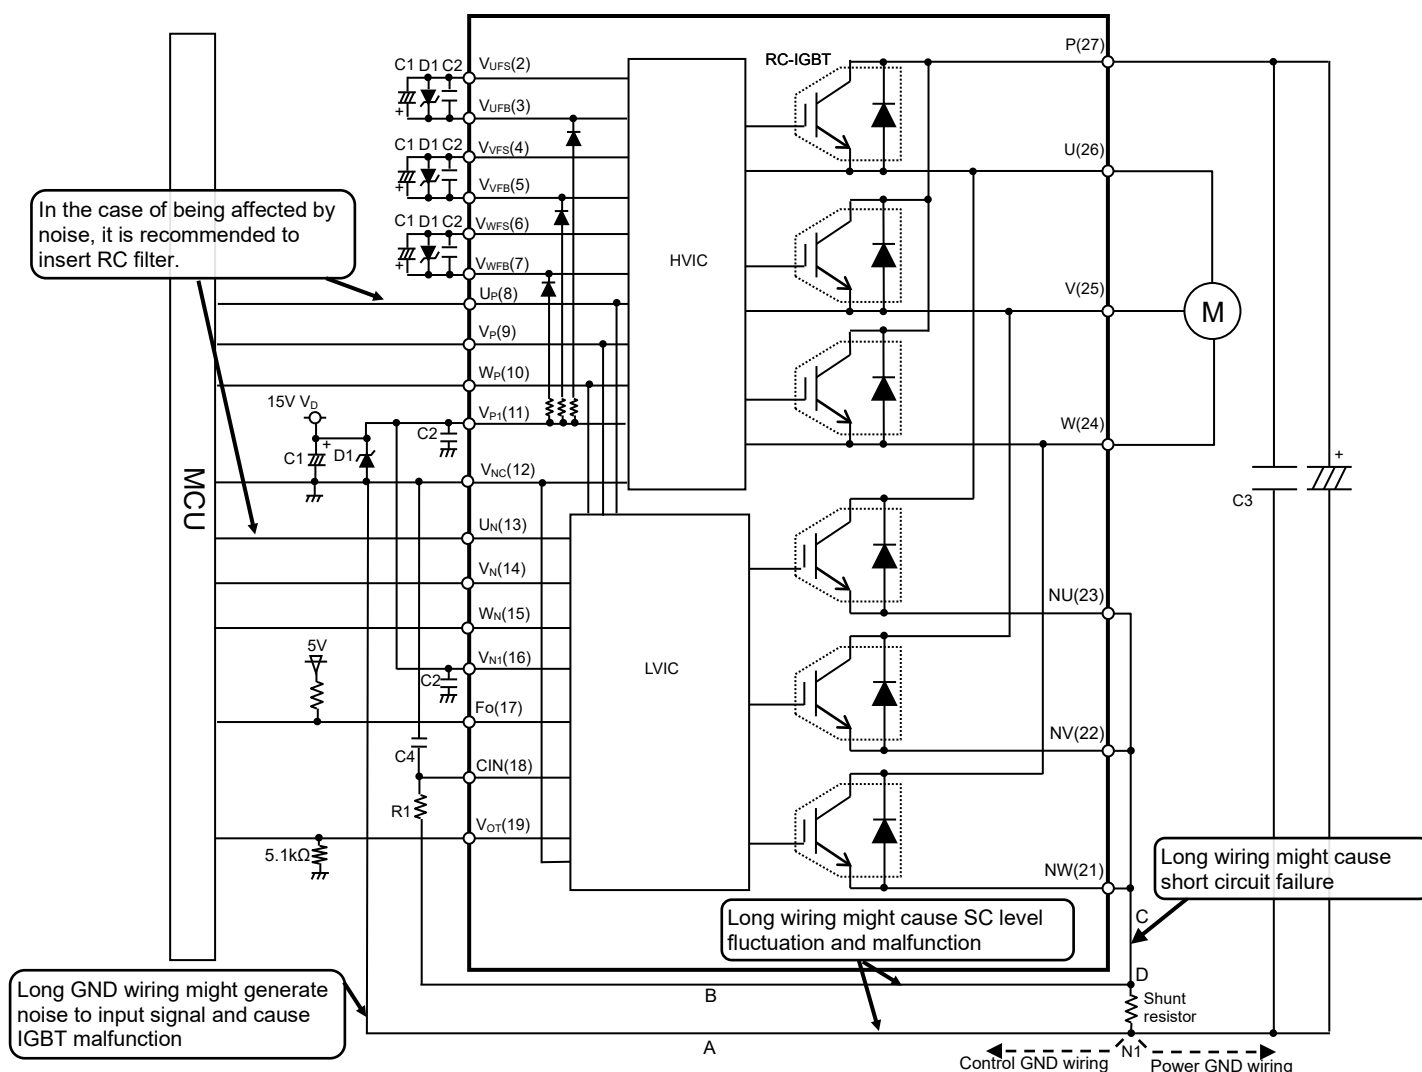 P(27)
RC-IGBT
C1 D1 C2
VUFS(2)
+
VUFB(3)
C1 D1 C2
VVFS(4)
U(26)
+
VVFB(5)
In the case of being affected by
noise, it is recommended to
insert RC filter.
C1 D1 C2
VWFS(6)
+
VWFB(7)
HVIC
UP(8)
V(25)
M
VP(9)
WP(10)
15V VD
VP1(11)
C2
W(24)
+
C1
D1
VNC(12)
+
C3
MCU
UN(13)
VN(14)
WN(15)
NU(23)
5V
VN1(16)
C2
LVIC
Fo(17)
NV(22)
C4
CIN(18)
R1
VOT(19)
5.1kΩ
NW(21)
Long wiring might cause
short circuit failure
Long wiring might cause SC level
fluctuation and malfunction
C
D
Long GND wiring might generate
noise to input signal and cause
IGBT malfunction
B
Shunt
resistor
A
N1
Control GND wiring
Power GND wiring